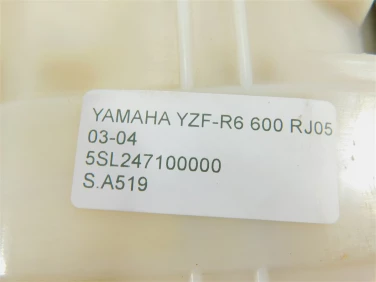 YAMAHA YZF-R6 600 RJ05
03-04
5SL247100000
S.A519